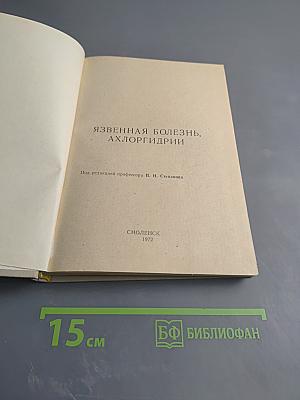 ЯЗВЕННАЯ БОЛЕЗНЬ,
АХЛОРГИДРИИ
Под редакцией профессора В. Н. Степанова
СМОЛЕНСК
1972
15 см
БФ БИБЛИОФАН